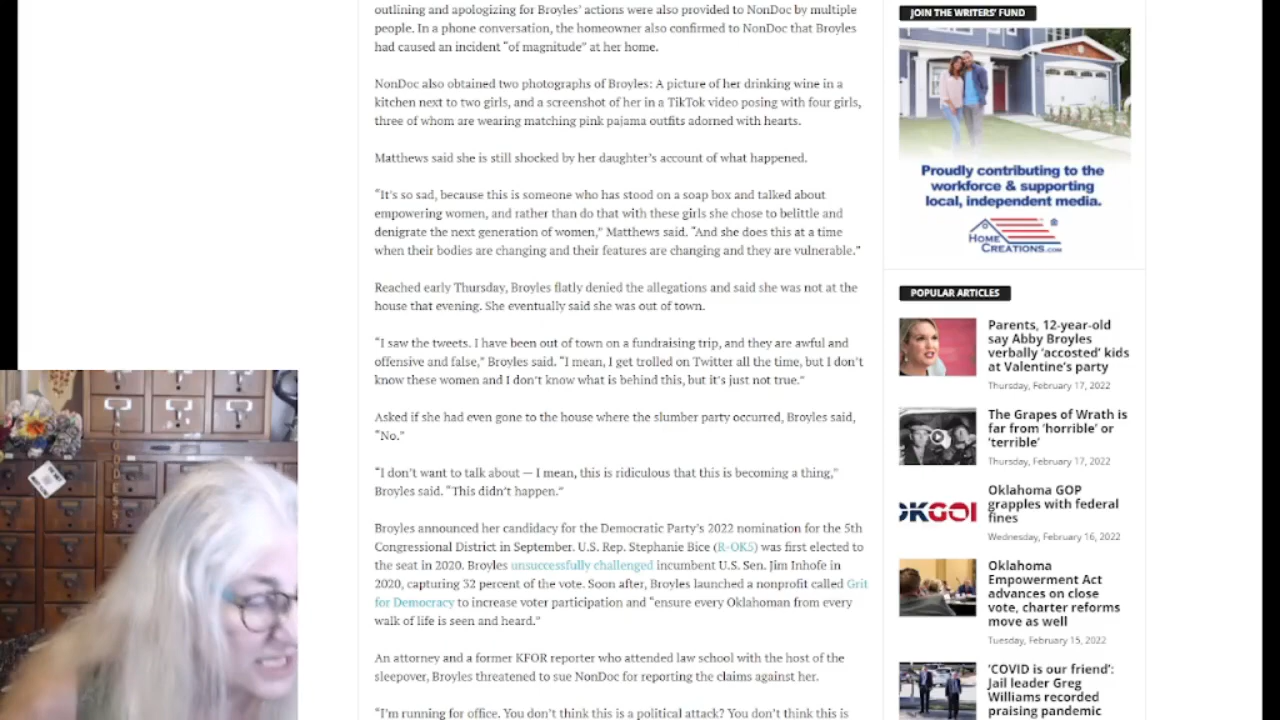 outlining and apologizing for Broyles' actions were also provided to NonDoc by multiple
people. In a phone conversation, the homeowner also confirmed to NonDoc that Broyles
had caused an incident “of magnitude” at her home.
NonDoc also obtained two photographs of Broyles: A picture of her drinking wine in a
kitchen next to two girls, and a screenshot of her in a TikTok video posing with four girls,
three of whom are wearing matching pink pajama outfits adorned with hearts.
Matthews said she is still shocked by her daughter's account of what happened.
“It's so sad, because this is someone who has stood on a soap box and talked about
empowering women, and rather than do that with these girls she chose to belittle and
denigrate the next generation of women,” Matthews said. “And she does this at a time
when their bodies are changing and their features are changing and they are vulnerable.”
Reached early Thursday, Broyles flatly denied the allegations and said she was not at the
house that evening. She eventually said she was out of town.
“I saw the tweets. I have been out of town on a fundraising trip, and they are awful and
offensive and false,” Broyles said. “I mean, I get trolled on Twitter all the time, but I don't
know these women and I don't know what is behind this, but it's just not true.”
Asked if she had even gone to the house where the slumber party occurred, Broyles said,
“No.”
“I don't want to talk about — I mean, this is ridiculous that this is becoming a thing,”
Broyles said. “This didn't happen.”
Broyles announced her candidacy for the Democratic Party's 2022 nomination for the 5th
Congressional District in September. U.S. Rep. Stephanie Bice (R-OK5) was first elected to
the seat in 2020. Broyles unsuccessfully challenged incumbent U.S. Sen. Jim Inhofe in
2020, capturing 32 percent of the vote. Soon after, Broyles launched a nonprofit called Grit
for Democracy to increase voter participation and “ensure every Oklahoman from every
walk of life is seen and heard.”
An attorney and a former KFOR reporter who attended law school with the host of the
sleepover, Broyles threatened to sue NonDoc for reporting the claims against her.
“I'm running for office. You don't think this is a political attack? You don't think this is
JOIN THE WRITERS' FUND
Proudly contributing to the
workforce & supporting
local, independent media.
HOME
CREATIONS.COM
POPULAR ARTICLES
Parents, 12-year-old
say Abby Broyles
verbally ‘accosted’ kids
at Valentine's party
Thursday, February 17, 2022
The Grapes of Wrath is
far from ‘horrible’ or
‘terrible’
Thursday, February 17, 2022
OKGOP
Oklahoma GOP
grapples with federal
fines
Wednesday, February 16, 2022
Oklahoma
Empowerment Act
advances on close
vote, charter reforms
move as well
Tuesday, February 15, 2022
‘COVID is our friend’:
Jail leader Greg
Williams recorded
praising pandemic